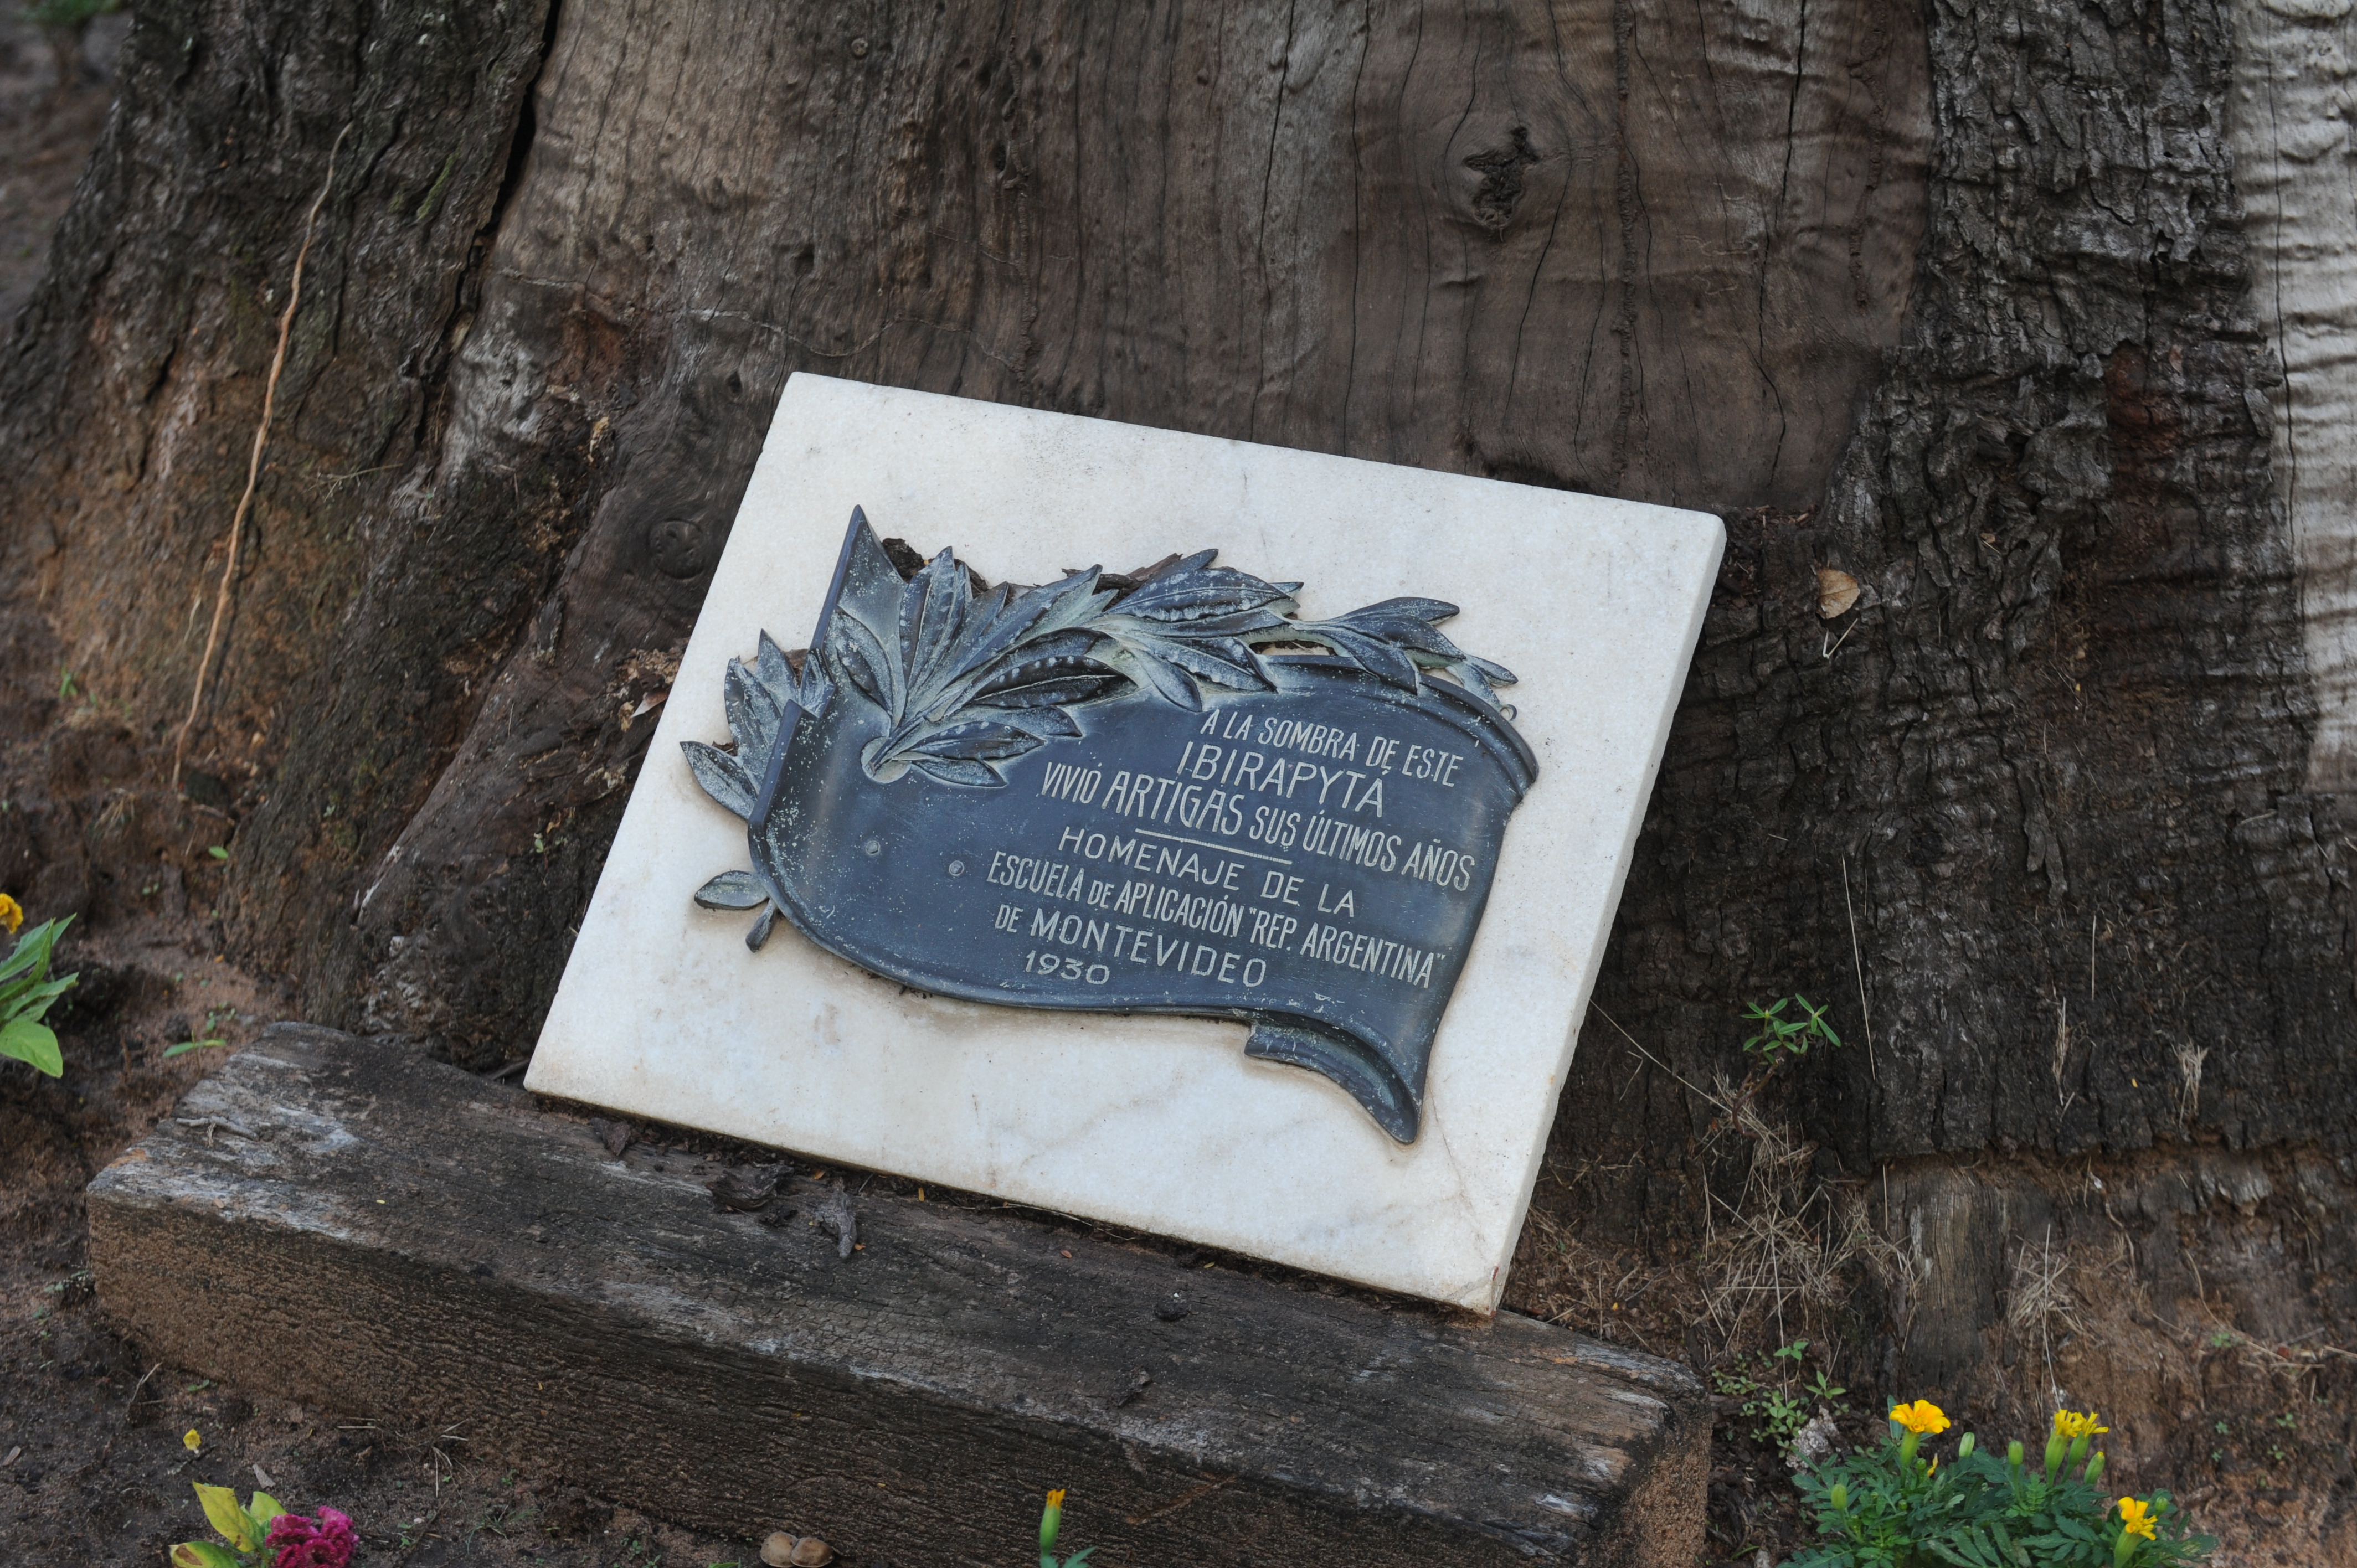 A LA SOMBRA DE ESTE
IBIRAPYTÁ
VIVIÓ ARTIGAS SUS ÚLTIMOS AÑOS
HOMENAJE DE LA
ESCUELA DE APLICACIÓN "REP. ARGENTINA"
DE MONTEVIDEO
1930